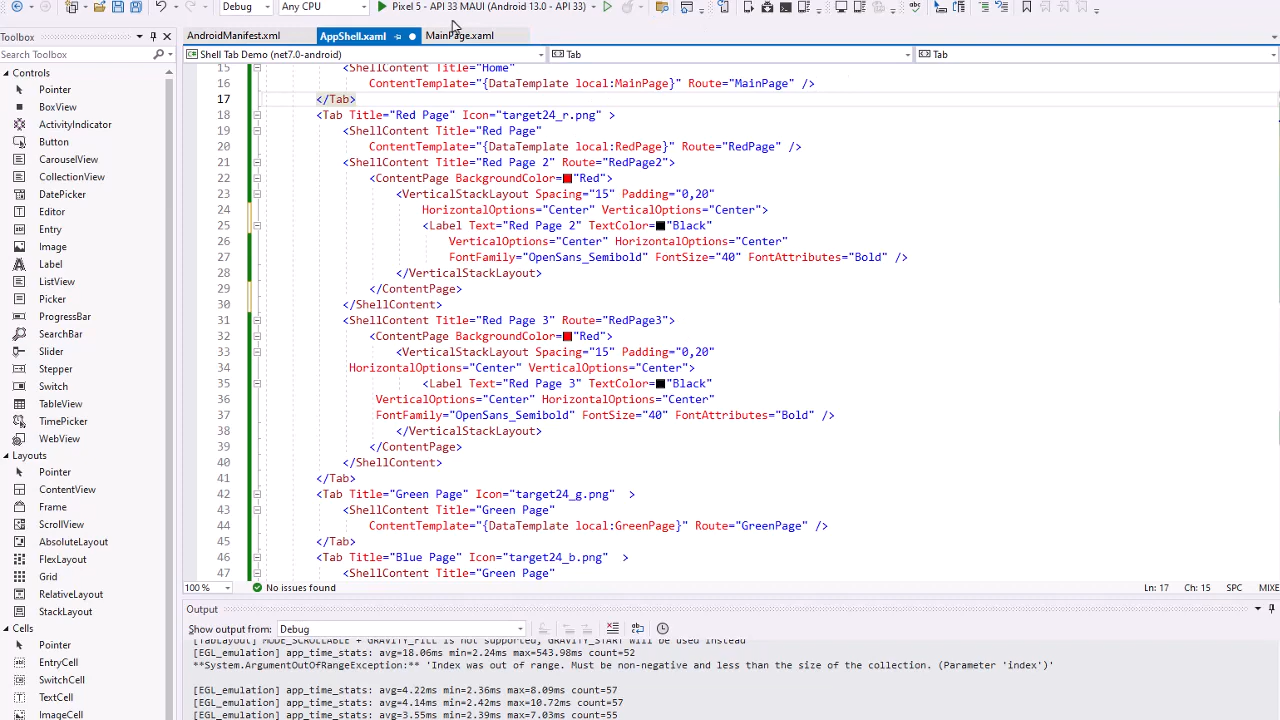 Debug Any CPU Pixel 5 - API 33 MAUI (Android 13.0 - API 33)
Toolbox AndroidManifest.xml AppShell.xaml MainPage.xaml
Search Toolbox Shell Tab Demo (net7.0-android) Tab Tab
Controls
Pointer
BoxView
ActivityIndicator
Button
CarouselView
CollectionView
DatePicker
Editor
Entry
Image
Label
ListView
Picker
ProgressBar
SearchBar
Slider
Stepper
Switch
TableView
TimePicker
WebView
Layouts
Pointer
ContentView
Frame
ScrollView
AbsoluteLayout
FlexLayout
Grid
RelativeLayout
StackLayout
Cells
Pointer
EntryCell
SwitchCell
TextCell
ImageCell
15 <ShellContent Title="Home"
16 ContentTemplate="{DataTemplate local:MainPage}" Route="MainPage" />
17 </Tab>
18 <Tab Title="Red Page" Icon="target24_r.png" >
19 <ShellContent Title="Red Page"
20 ContentTemplate="{DataTemplate local:RedPage}" Route="RedPage" />
21 <ShellContent Title="Red Page 2" Route="RedPage2">
22 <ContentPage BackgroundColor="Red">
23 <VerticalStackLayout Spacing="15" Padding="0,20"
24 HorizontalOptions="Center" VerticalOptions="Center">
25 <Label Text="Red Page 2" TextColor="Black"
26 VerticalOptions="Center" HorizontalOptions="Center"
27 FontFamily="OpenSans_Semibold" FontSize="40" FontAttributes="Bold" />
28 </VerticalStackLayout>
29 </ContentPage>
30 </ShellContent>
31 <ShellContent Title="Red Page 3" Route="RedPage3">
32 <ContentPage BackgroundColor="Red">
33 <VerticalStackLayout Spacing="15" Padding="0,20"
34 HorizontalOptions="Center" VerticalOptions="Center">
35 <Label Text="Red Page 3" TextColor="Black"
36 VerticalOptions="Center" HorizontalOptions="Center"
37 FontFamily="OpenSans_Semibold" FontSize="40" FontAttributes="Bold" />
38 </VerticalStackLayout>
39 </ContentPage>
40 </ShellContent>
41 </Tab>
42 <Tab Title="Green Page" Icon="target24_g.png" >
43 <ShellContent Title="Green Page"
44 ContentTemplate="{DataTemplate local:GreenPage}" Route="GreenPage" />
45 </Tab>
46 <Tab Title="Blue Page" Icon="target24_b.png" >
47 <ShellContent Title="Green Page"
100 % No issues found Ln: 17 Ch: 15 SPC MIXE
Output
Show output from: Debug
[TabLayout] MODE_SCROLLABLE + GRAVITY_FILL is not supported, GRAVITY_START will be used instead
[EGL_emulation] app_time_stats: avg=18.06ms min=2.24ms max=543.98ms count=52
**System.ArgumentOutOfRangeException:** 'Index was out of range. Must be non-negative and less than the size of the collection. (Parameter 'index')'
[EGL_emulation] app_time_stats: avg=4.22ms min=2.36ms max=8.09ms count=57
[EGL_emulation] app_time_stats: avg=4.14ms min=2.42ms max=10.72ms count=57
[EGL_emulation] app_time_stats: avg=3.55ms min=2.39ms max=7.03ms count=55